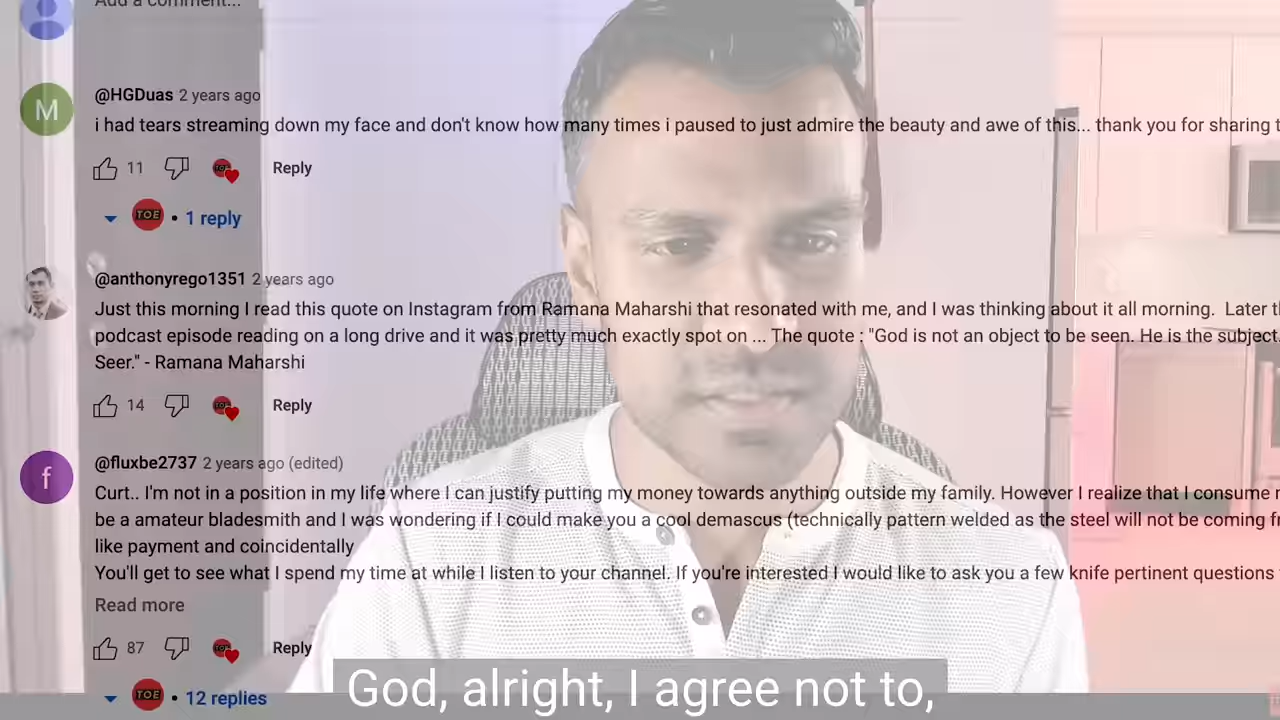 Add a comment...
M
@HGDuas 2 years ago
i had tears streaming down my face and don't know how many times i paused to just admire the beauty and awe of this... thank you for sharing
11
Reply
TOE • 1 reply
@anthonyrego1351 2 years ago
Just this morning I read this quote on Instagram from Ramana Maharshi that resonated with me, and I was thinking about it all morning. Later
podcast episode reading on a long drive and it was pretty much exactly spot on ... The quote : "God is not an object to be seen. He is the subject.
Seer." - Ramana Maharshi
14
Reply
f
@fluxbe2737 2 years ago (edited)
Curt.. I'm not in a position in my life where I can justify putting my money towards anything outside my family. However I realize that I consume
be a amateur bladesmith and I was wondering if I could make you a cool demascus (technically pattern welded as the steel will not be coming
like payment and coincidentally
You'll get to see what I spend my time at while I listen to your channel. If you're interested I would like to ask you a few knife pertinent questions
Read more
87
Reply
TOE • 12 replies
God, alright, I agree not to,